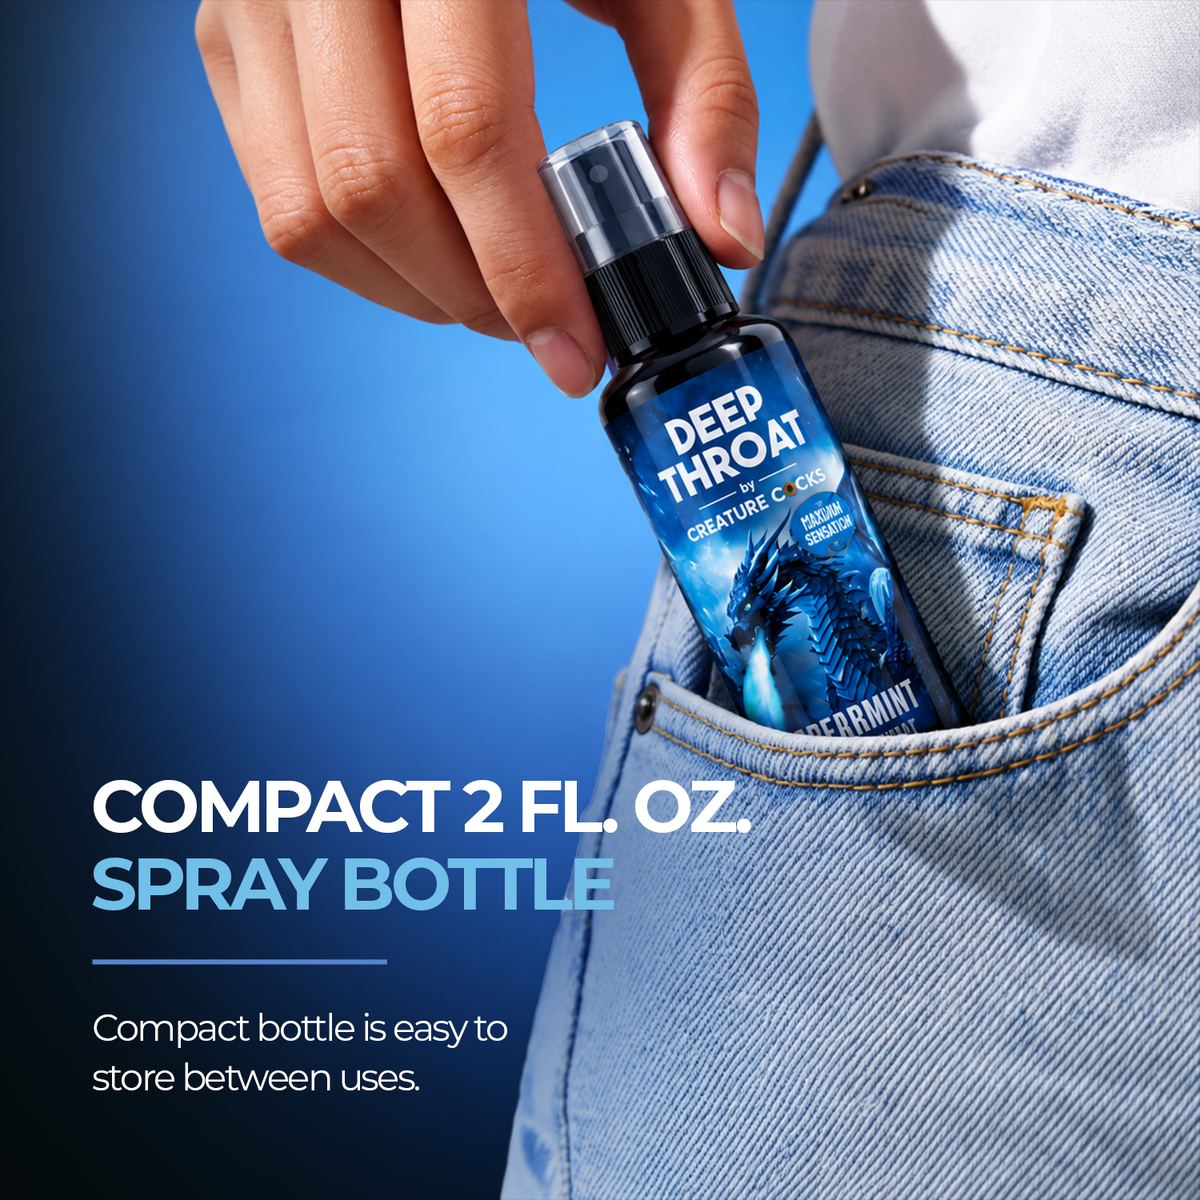 DEEP
THROAT
by
CREATURE COCKS
MAXIMUM
SENSATION
COMPACT 2 FL. OZ.
SPRAY BOTTLE
Compact bottle is easy to
store between uses.